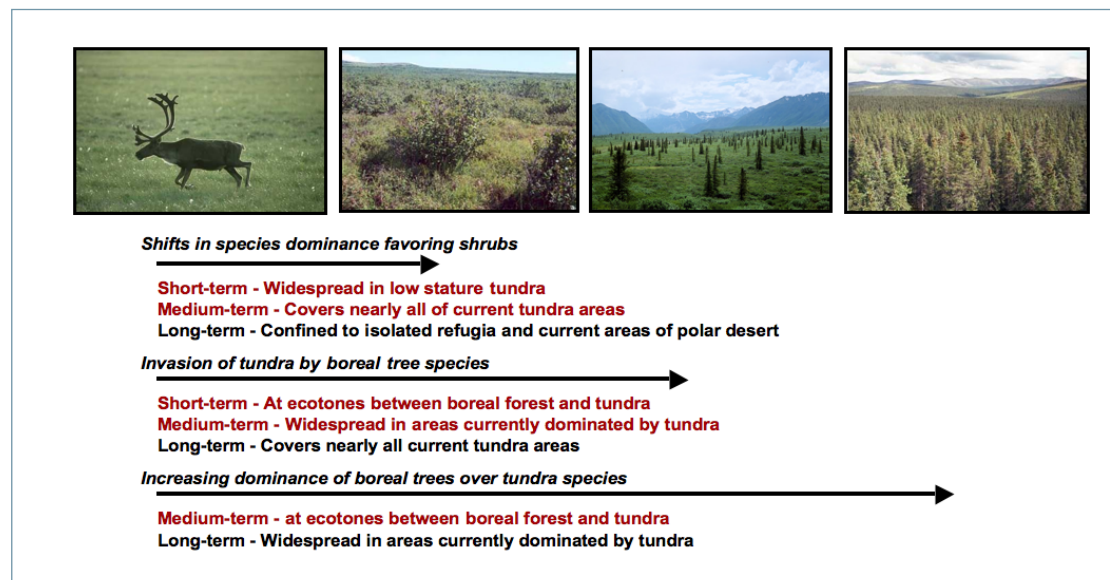 Shifts in species dominance favoring shrubs
Short-term - Widespread in low stature tundra
Medium-term - Covers nearly all of current tundra areas
Long-term - Confined to isolated refugia and current areas of polar desert
Invasion of tundra by boreal tree species
Short-term - At ecotones between boreal forest and tundra
Medium-term - Widespread in areas currently dominated by tundra
Long-term - Covers nearly all current tundra areas
Increasing dominance of boreal trees over tundra species
Medium-term - at ecotones between boreal forest and tundra
Long-term - Widespread in areas currently dominated by tundra